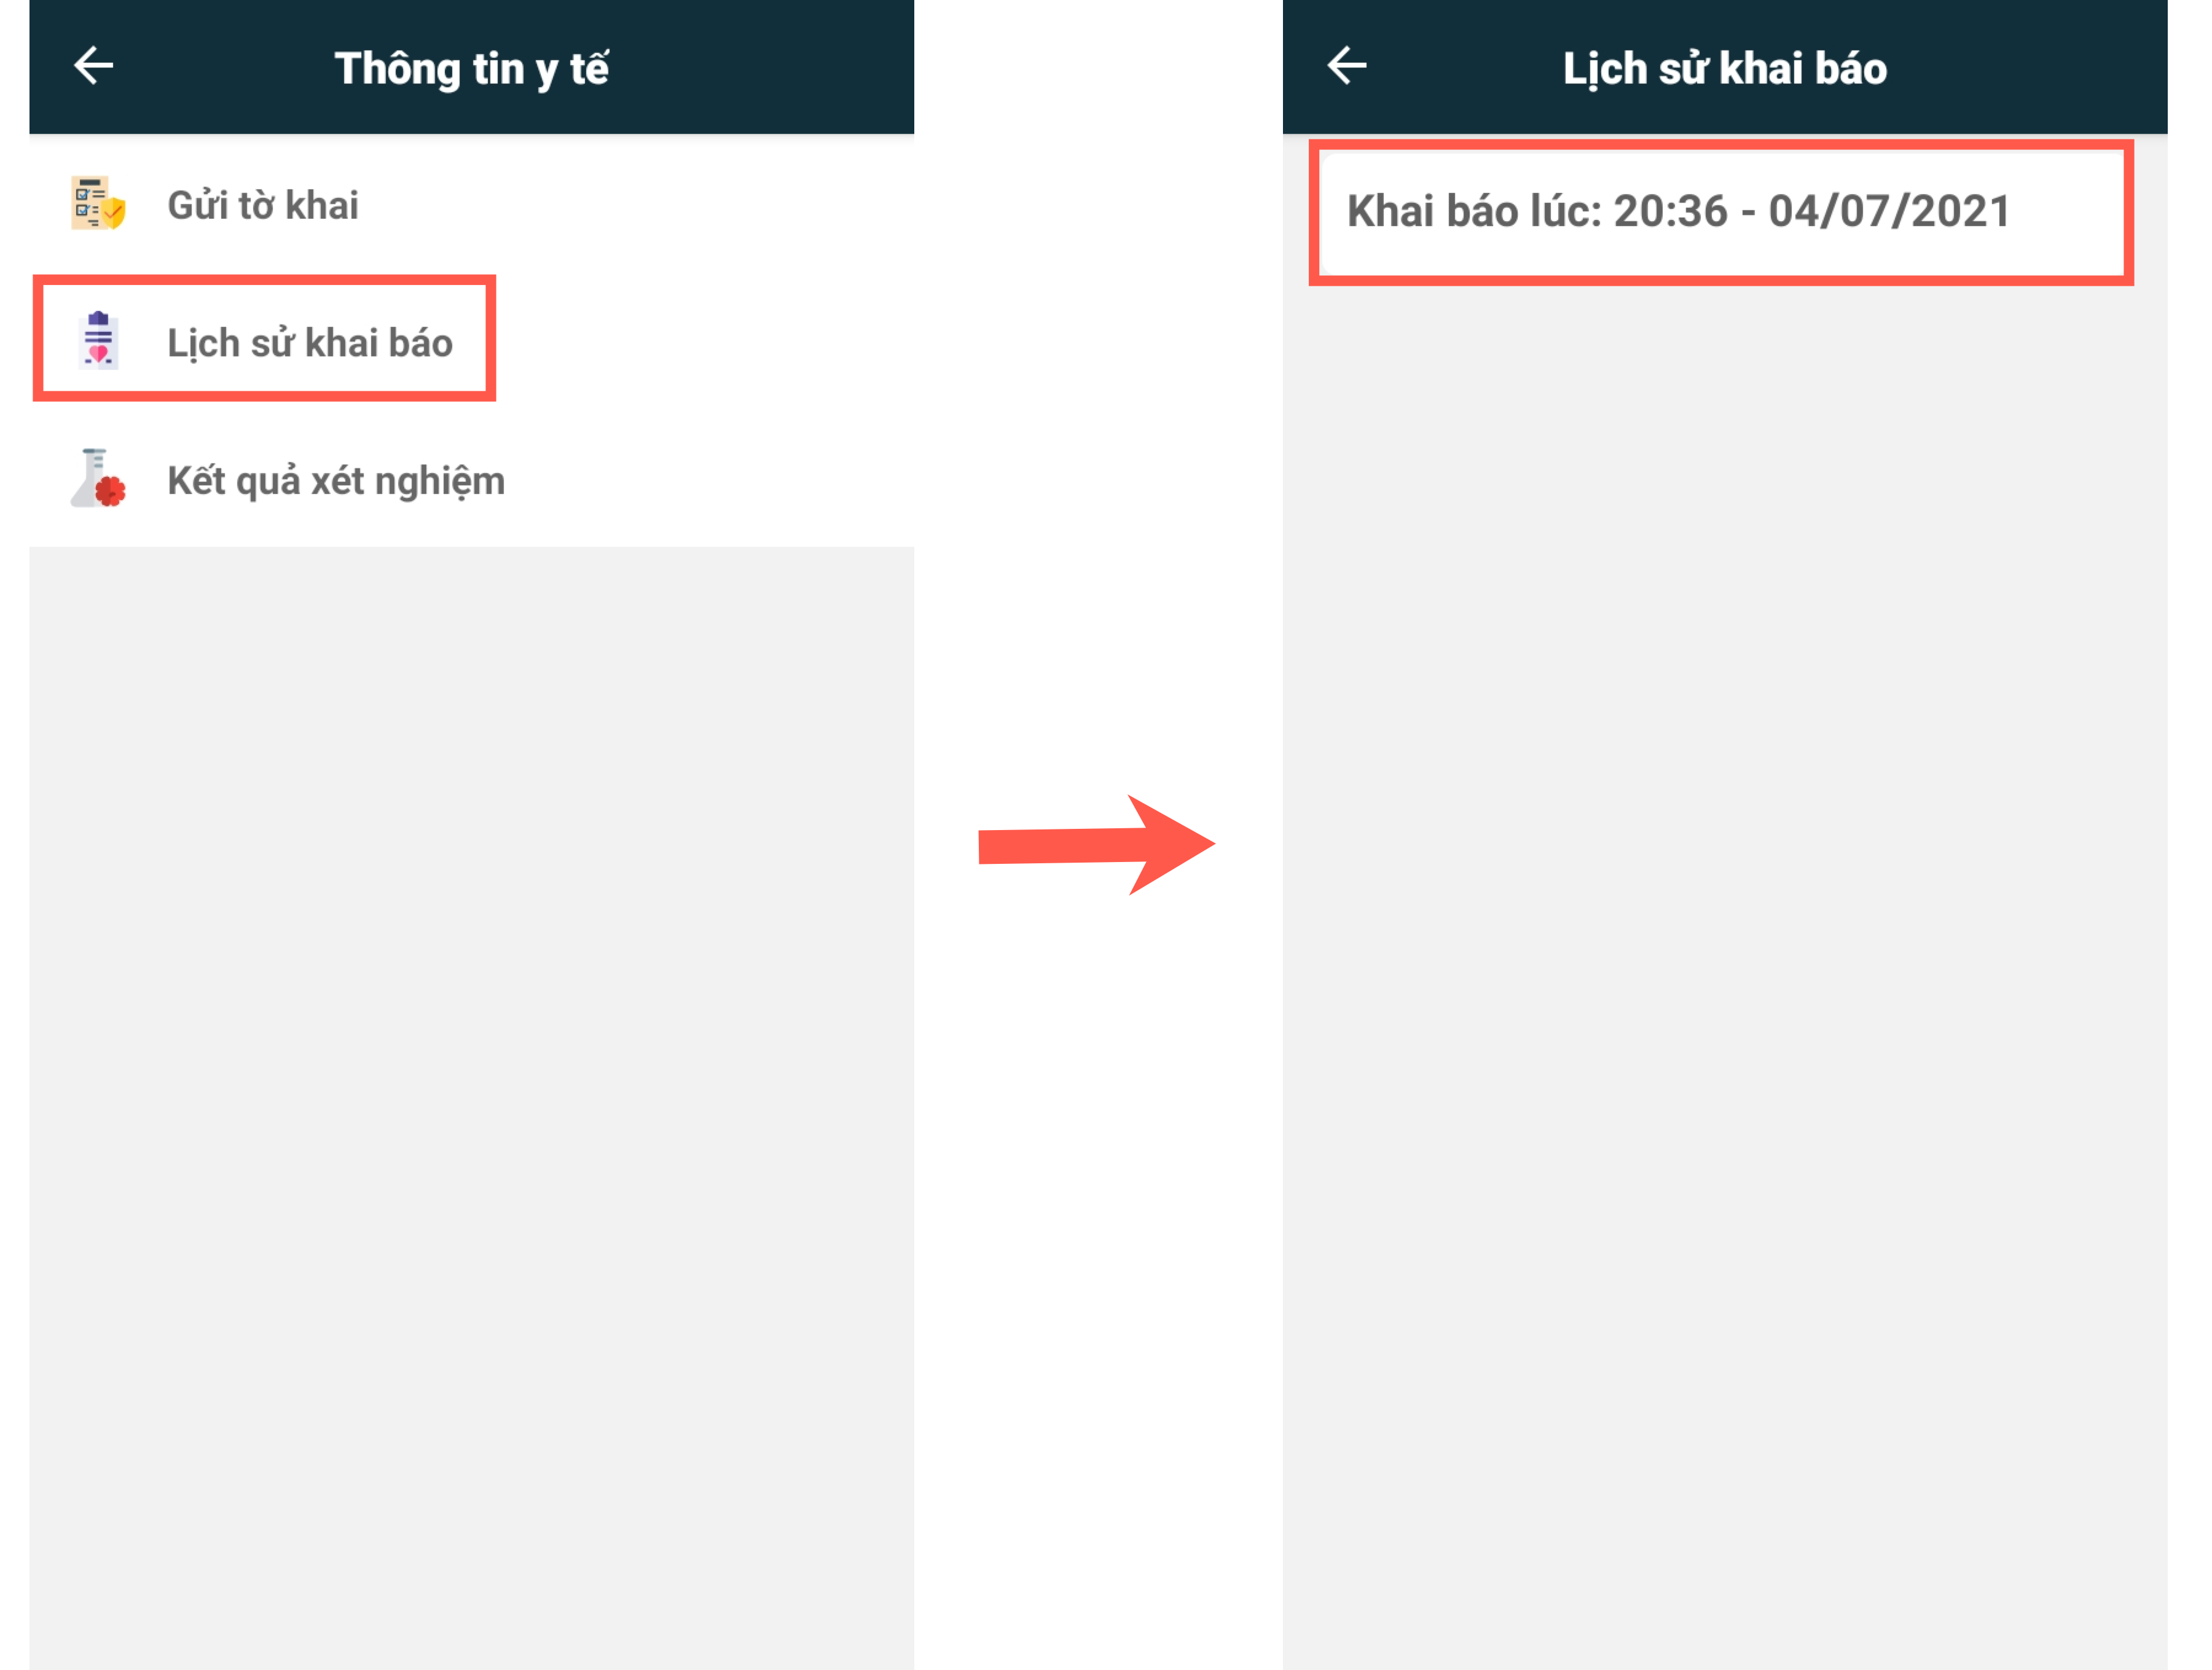 Thông tin y tế
Gửi tờ khai
Lịch sử khai báo
Kết quả xét nghiệm
Lịch sử khai báo
Khai báo lúc: 20:36 - 04/07/2021